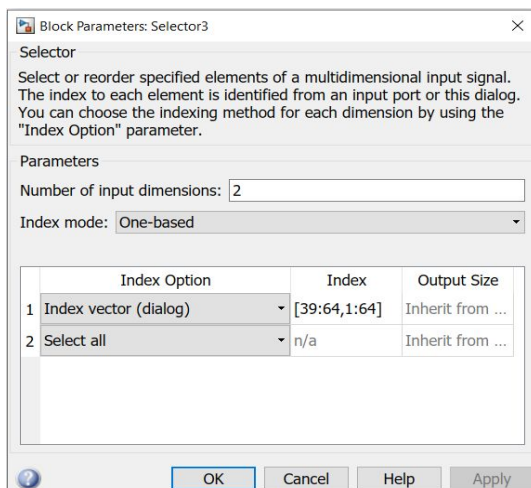 Block Parameters: Selector3
Selector
Select or reorder specified elements of a multidimensional input signal.
The index to each element is identified from an input port or this dialog.
You can choose the indexing method for each dimension by using the
"Index Option" parameter.
Parameters
Number of input dimensions: 2
Index mode: One-based
Index Option Index Output Size
1 Index vector (dialog) [39:64,1:64] Inherit from ...
2 Select all n/a Inherit from ...
OK Cancel Help Apply